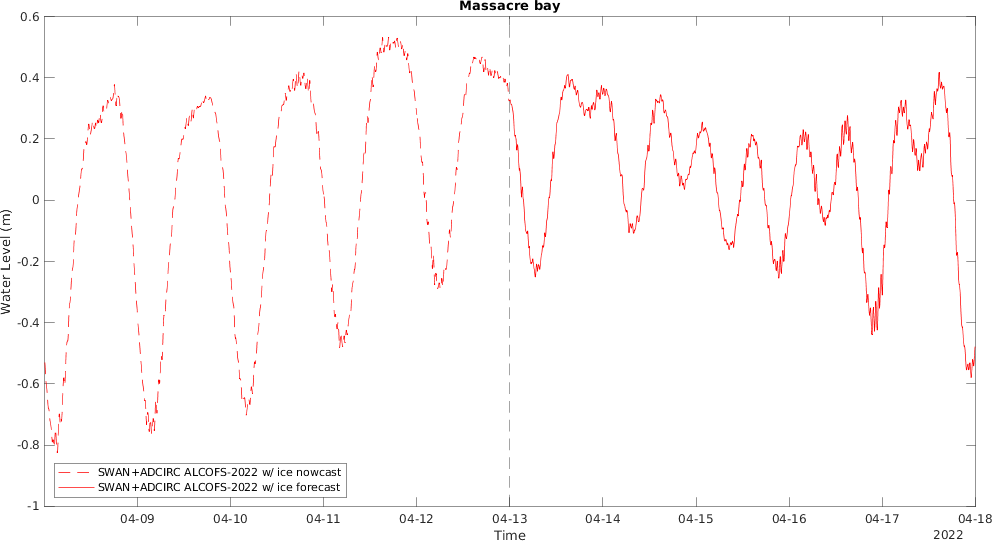 Massacre bay
0.6
0.4
0.2
0
-0.2
-0.4
-0.6
-0.8
-1
Water Level (m)
SWAN+ADCIRC ALCOFS-2022 w/ ice nowcast
SWAN+ADCIRC ALCOFS-2022 w/ ice forecast
04-09 04-10 04-11 04-12 04-13 04-14 04-15 04-16 04-17 04-18
Time
2022